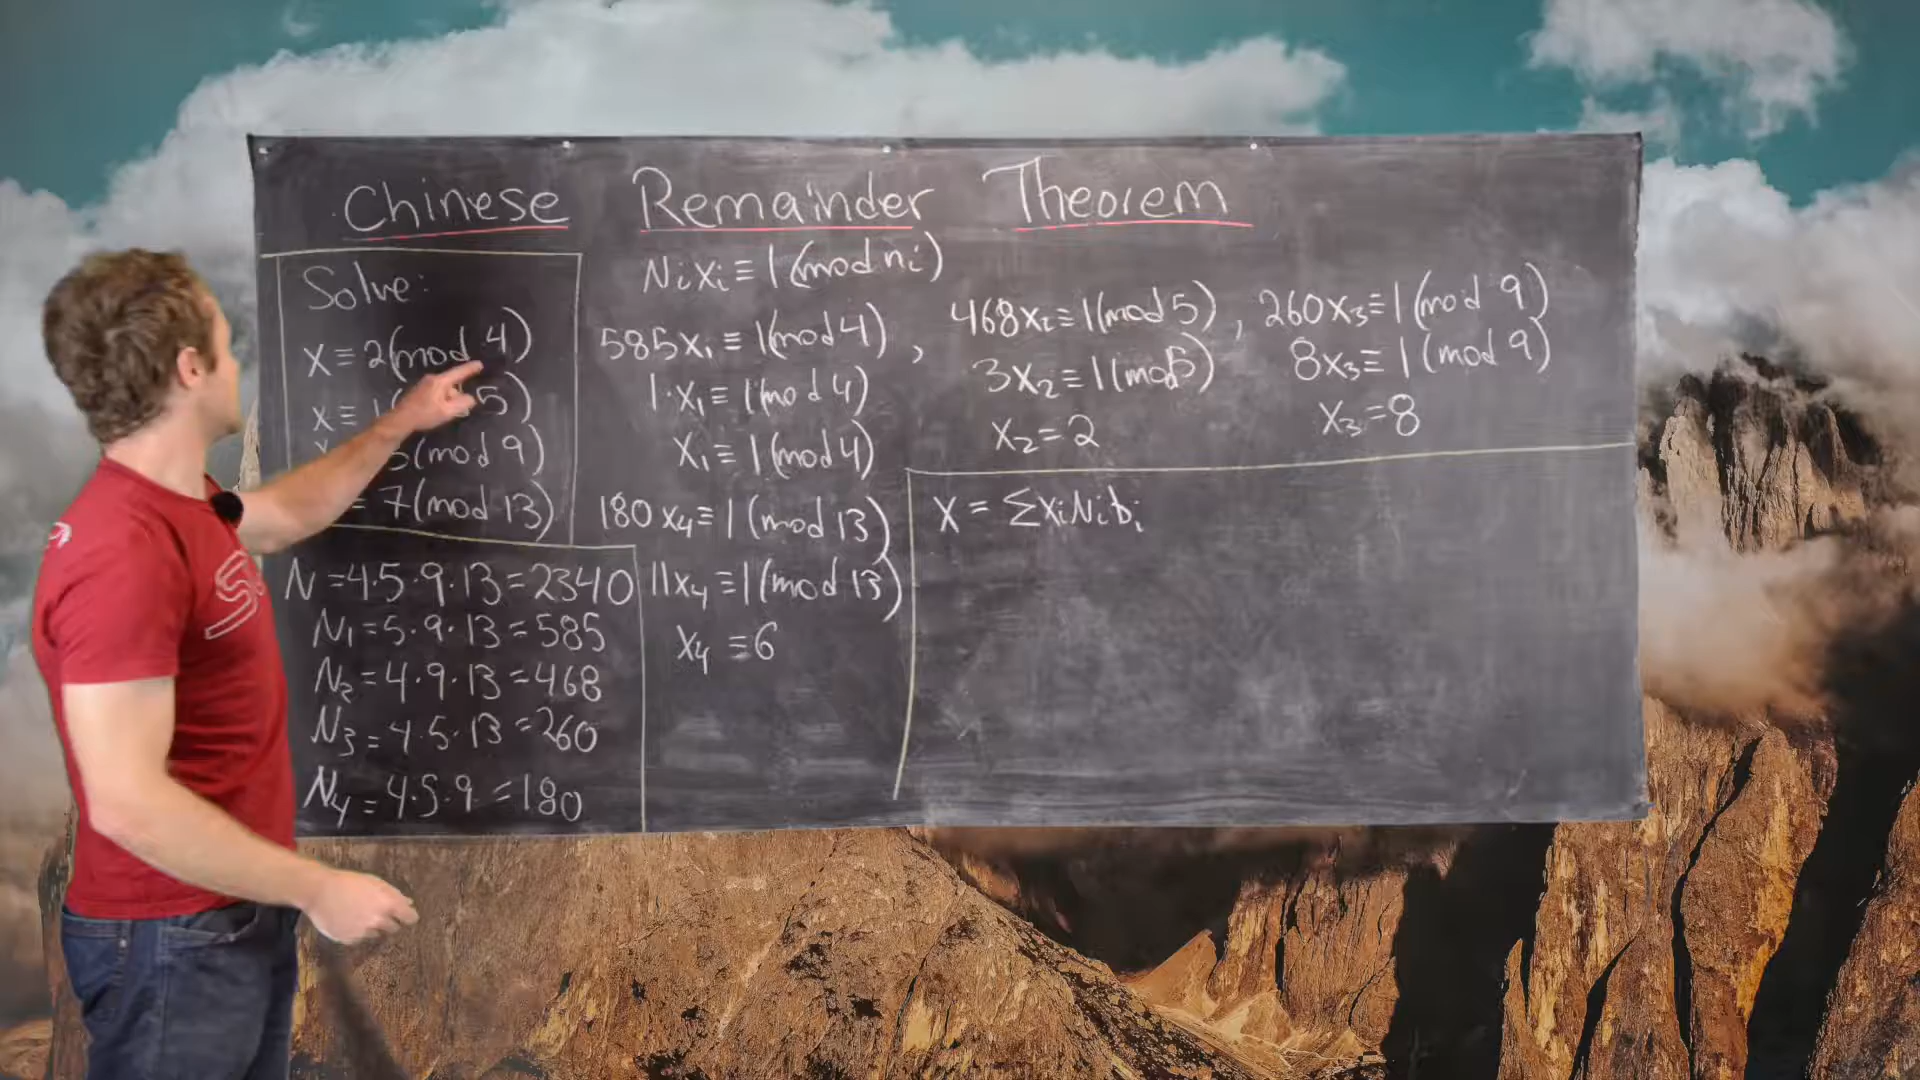 Chinese Remainder Theorem
Solve:
x ≡ 2(mod 4)
x ≡ 1( 5)
(mod 9)
7(mod 13)
N = 4·5·9·13 = 2340
N₁ = 5·9·13 = 585
N₂ = 4·9·13 = 468
N₃ = 4·5·13 = 260
N₄ = 4·5·9 = 180
Nᵢxᵢ ≡ 1(mod nᵢ)
585x₁ ≡ 1(mod 4) ,
1·x₁ ≡ 1(mod 4)
x₁ ≡ 1(mod 4)
180x₄ ≡ 1(mod 13)
11x₄ ≡ 1(mod 13)
x₄ ≡ 6
468x₂ ≡ 1(mod 5) ,
3x₂ ≡ 1(mod 5)
x₂ = 2
260x₃ ≡ 1(mod 9)
8x₃ ≡ 1(mod 9)
x₃ = 8
x = ΣxᵢNᵢbᵢ